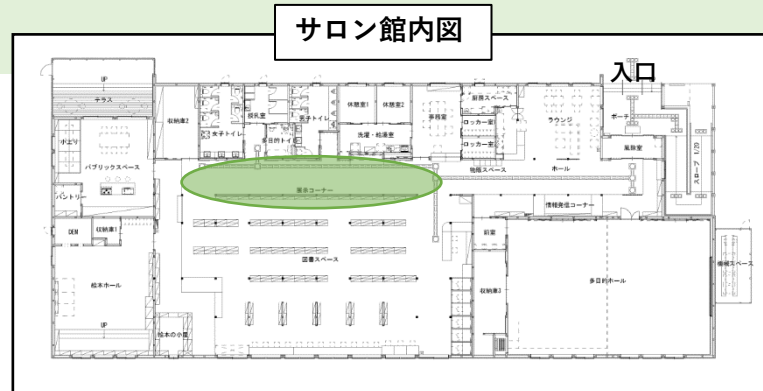 サロン館内図
入口
UP
テラス
収納庫2
女子トイレ
授乳室
多目的トイレ
男子トイレ
休憩室1
休憩室2
洗濯・給湯室
事務室
厨房スペース
ロッカー室
ロッカー室
ラウンジ
ポーチ
風除室
スロープ 1/20
小上り
パブリックスペース
パントリー
物販スペース
ホール
展示コーナー
情報発信コーナー
DEN
収納庫1
前室
図書スペース
絵本ホール
収納庫3
多目的ホール
機械スペース
UP
絵本の小屋